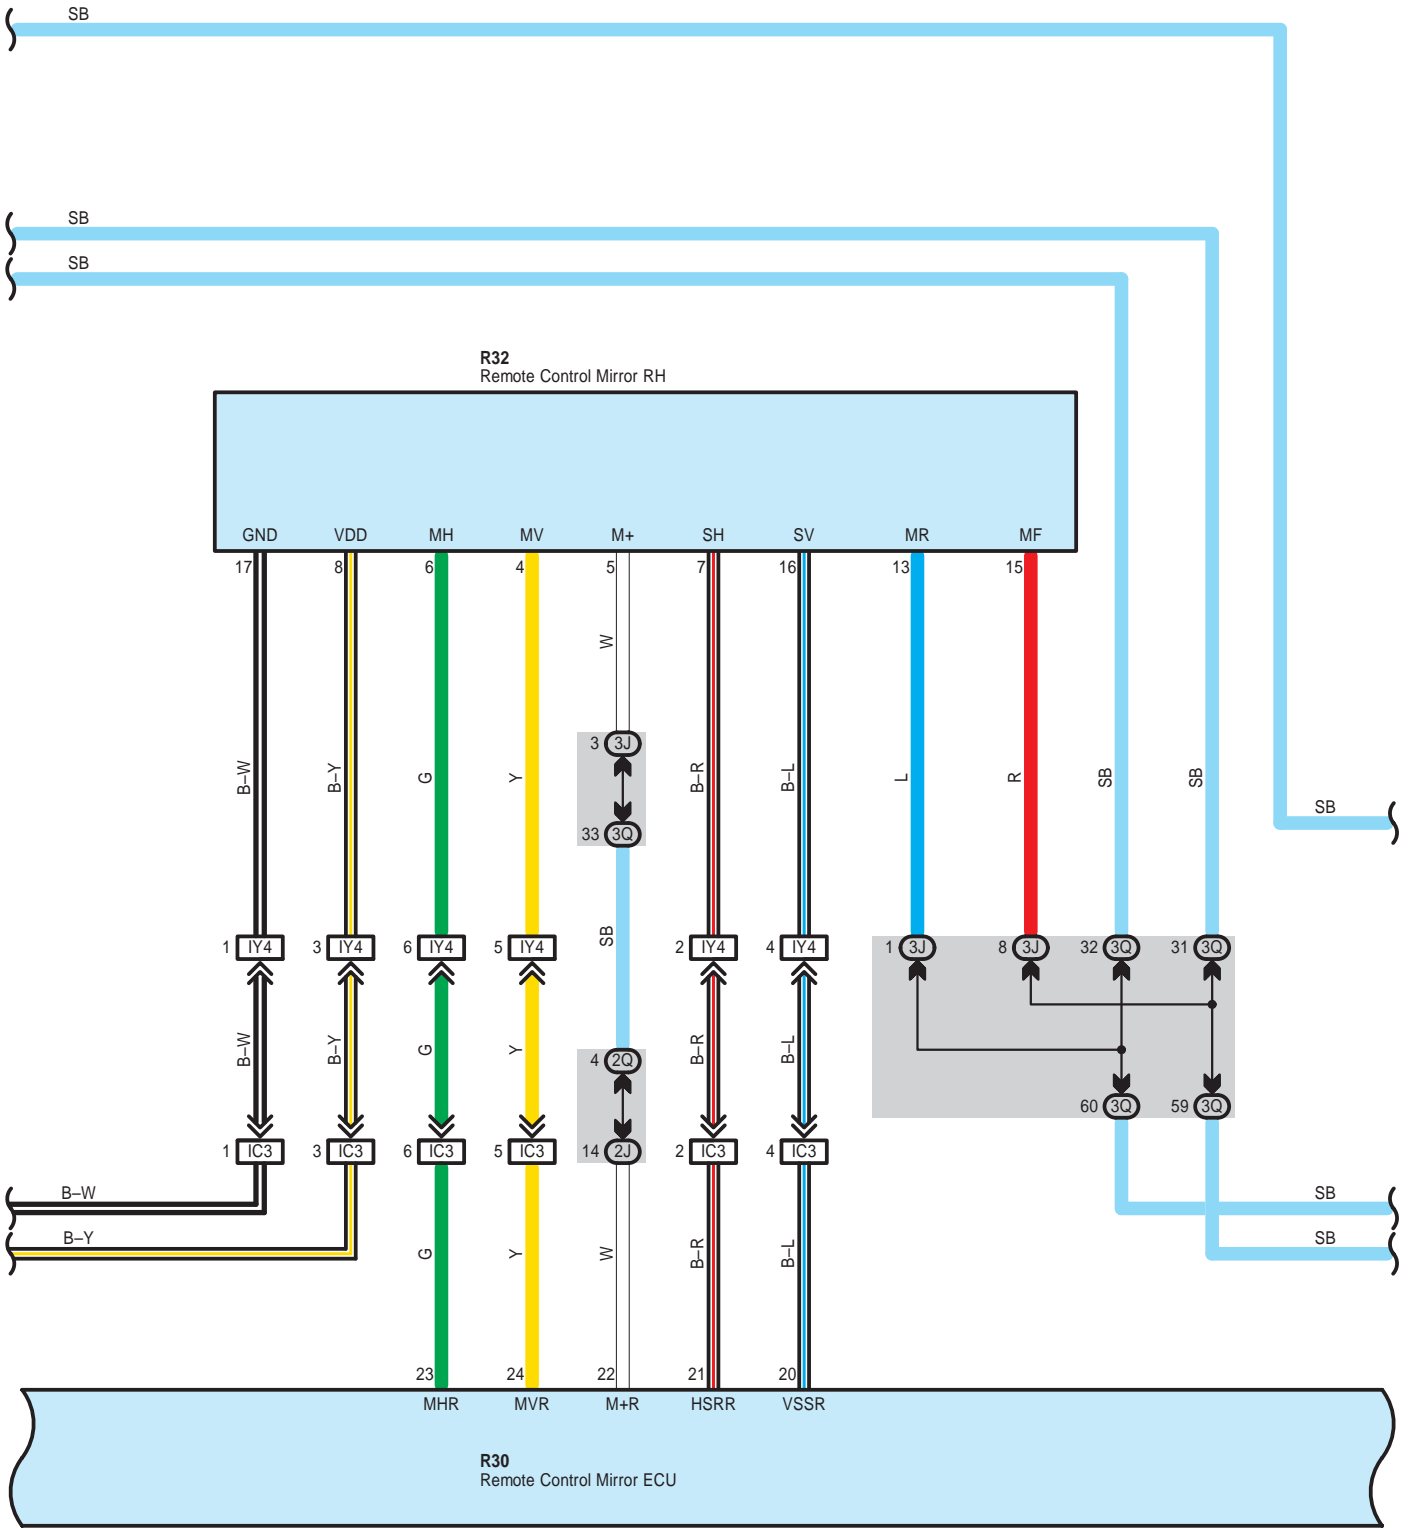 SB
SB
SB
R32
Remote Control Mirror RH
GND VDD MH MV M+ SH SV MR MF
17 8 6 4 5 7 16 13 15
W
3 3J
B–W B–Y G Y B–R B–L L R SB SB
SB
33 3Q
SB
1 IY4 3 IY4 6 IY4 5 IY4 2 IY4 4 IY4 1 3J 8 3J 32 3Q 31 3Q
B–W B–Y G Y B–R B–L
4 2Q
60 3Q 59 3Q
1 IC3 3 IC3 6 IC3 5 IC3 14 2J 2 IC3 4 IC3
B–W SB
B–Y SB
G Y W B–R B–L
23 24 22 21 20
MHR MVR M+R HSRR VSSR
R30
Remote Control Mirror ECU